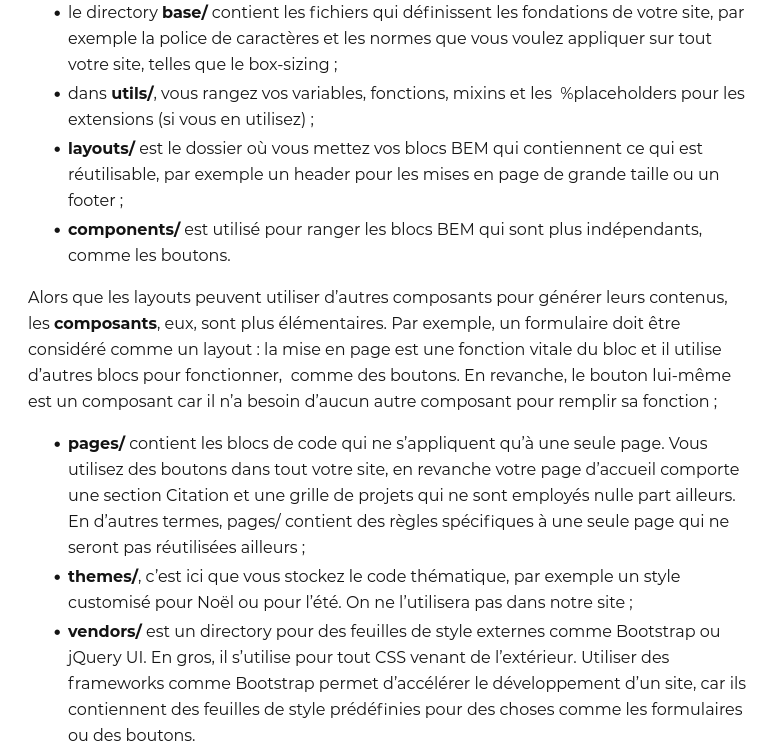 • le directory base/ contient les fichiers qui définissent les fondations de votre site, par
exemple la police de caractères et les normes que vous voulez appliquer sur tout
votre site, telles que le box-sizing ;
• dans utils/, vous rangez vos variables, fonctions, mixins et les  %placeholders pour les
extensions (si vous en utilisez) ;
• layouts/ est le dossier où vous mettez vos blocs BEM qui contiennent ce qui est
réutilisable, par exemple un header pour les mises en page de grande taille ou un
footer ;
• components/ est utilisé pour ranger les blocs BEM qui sont plus indépendants,
comme les boutons.
Alors que les layouts peuvent utiliser d’autres composants pour générer leurs contenus,
les composants, eux, sont plus élémentaires. Par exemple, un formulaire doit être
considéré comme un layout : la mise en page est une fonction vitale du bloc et il utilise
d’autres blocs pour fonctionner,  comme des boutons. En revanche, le bouton lui-même
est un composant car il n’a besoin d’aucun autre composant pour remplir sa fonction ;
• pages/ contient les blocs de code qui ne s’appliquent qu’à une seule page. Vous
utilisez des boutons dans tout votre site, en revanche votre page d’accueil comporte
une section Citation et une grille de projets qui ne sont employés nulle part ailleurs.
En d’autres termes, pages/ contient des règles spécifiques à une seule page qui ne
seront pas réutilisées ailleurs ;
• themes/, c’est ici que vous stockez le code thématique, par exemple un style
customisé pour Noël ou pour l’été. On ne l’utilisera pas dans notre site ;
• vendors/ est un directory pour des feuilles de style externes comme Bootstrap ou
jQuery UI. En gros, il s’utilise pour tout CSS venant de l’extérieur. Utiliser des
frameworks comme Bootstrap permet d’accélérer le développement d’un site, car ils
contiennent des feuilles de style prédéfinies pour des choses comme les formulaires
ou des boutons.